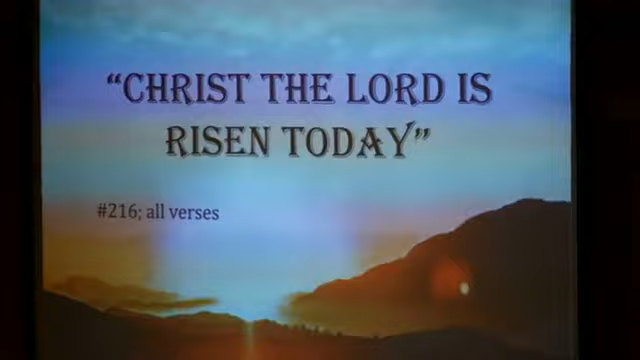 “CHRIST THE LORD IS
RISEN TODAY”
#216; all verses